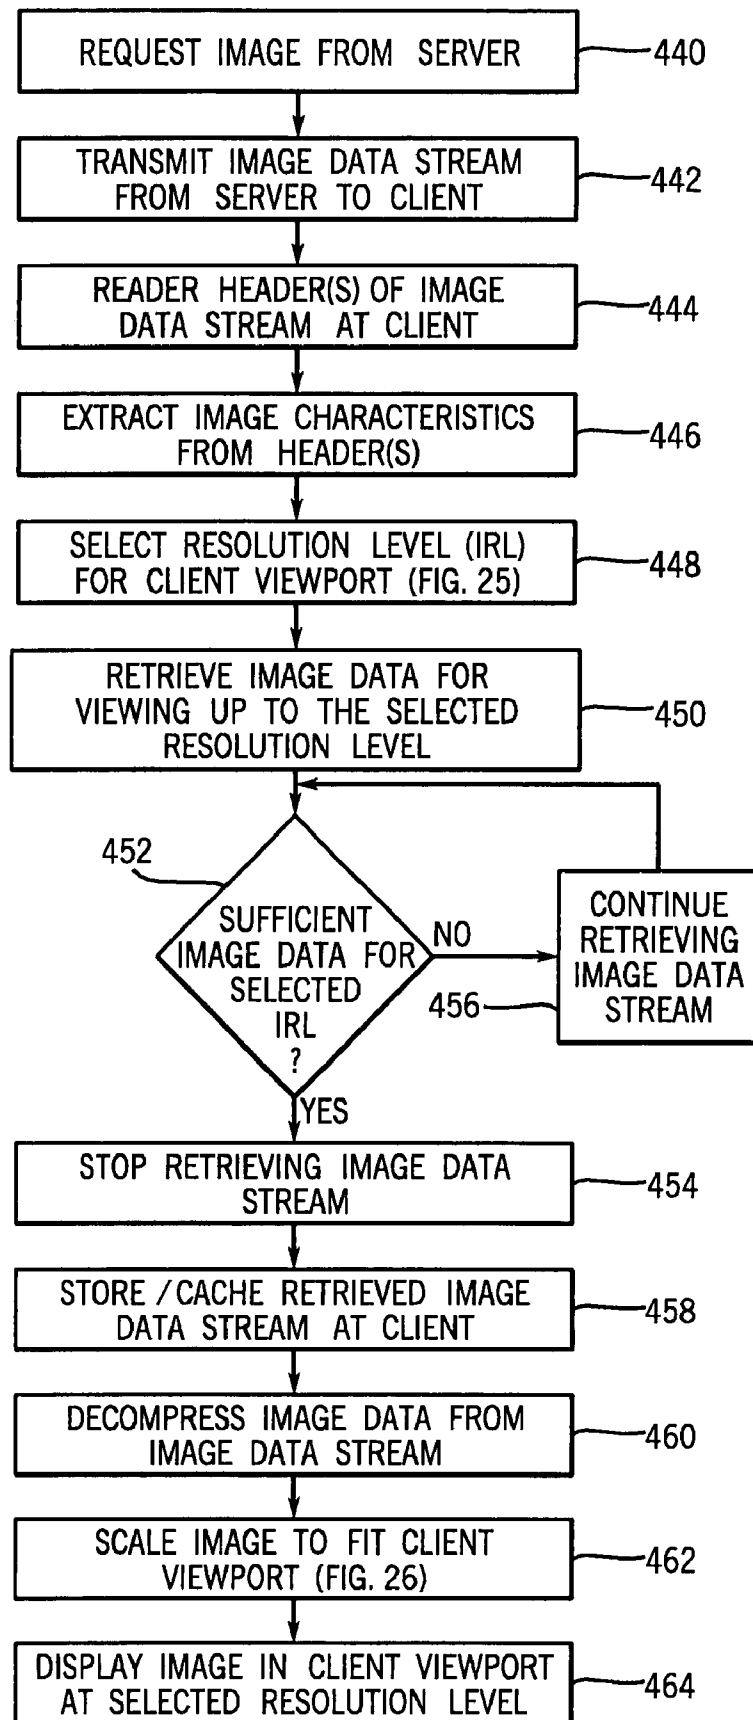 REQUEST IMAGE FROM SERVER
440
TRANSMIT IMAGE DATA STREAM
FROM SERVER TO CLIENT
442
READER HEADER(S) OF IMAGE
DATA STREAM AT CLIENT
444
EXTRACT IMAGE CHARACTERISTICS
FROM HEADER(S)
446
SELECT RESOLUTION LEVEL (IRL)
FOR CLIENT VIEWPORT (FIG. 25)
448
RETRIEVE IMAGE DATA FOR
VIEWING UP TO THE SELECTED
RESOLUTION LEVEL
450
452
SUFFICIENT
IMAGE DATA FOR
SELECTED
IRL
?
NO
CONTINUE
RETRIEVING
IMAGE DATA
STREAM
456
YES
STOP RETRIEVING IMAGE DATA
STREAM
454
STORE / CACHE RETRIEVED IMAGE
DATA STREAM AT CLIENT
458
DECOMPRESS IMAGE DATA FROM
IMAGE DATA STREAM
460
SCALE IMAGE TO FIT CLIENT
VIEWPORT (FIG. 26)
462
DISPLAY IMAGE IN CLIENT VIEWPORT
AT SELECTED RESOLUTION LEVEL
464